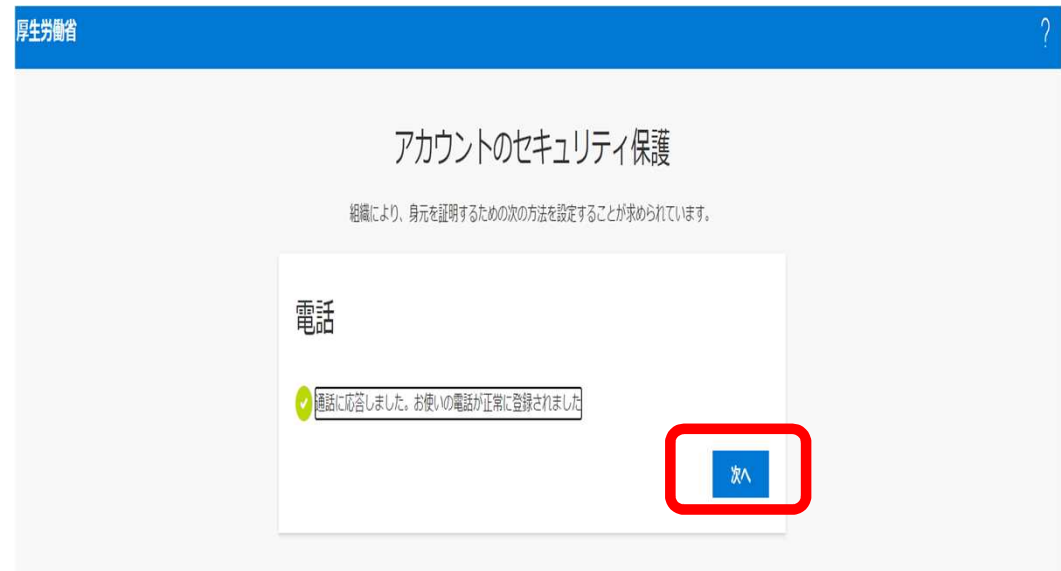 厚生労働省
?
アカウントのセキュリティ保護
組織により、身元を証明するための次の方法を設定することが求められています。
電話
通話に応答しました。お使いの電話が正常に登録されました
次へ